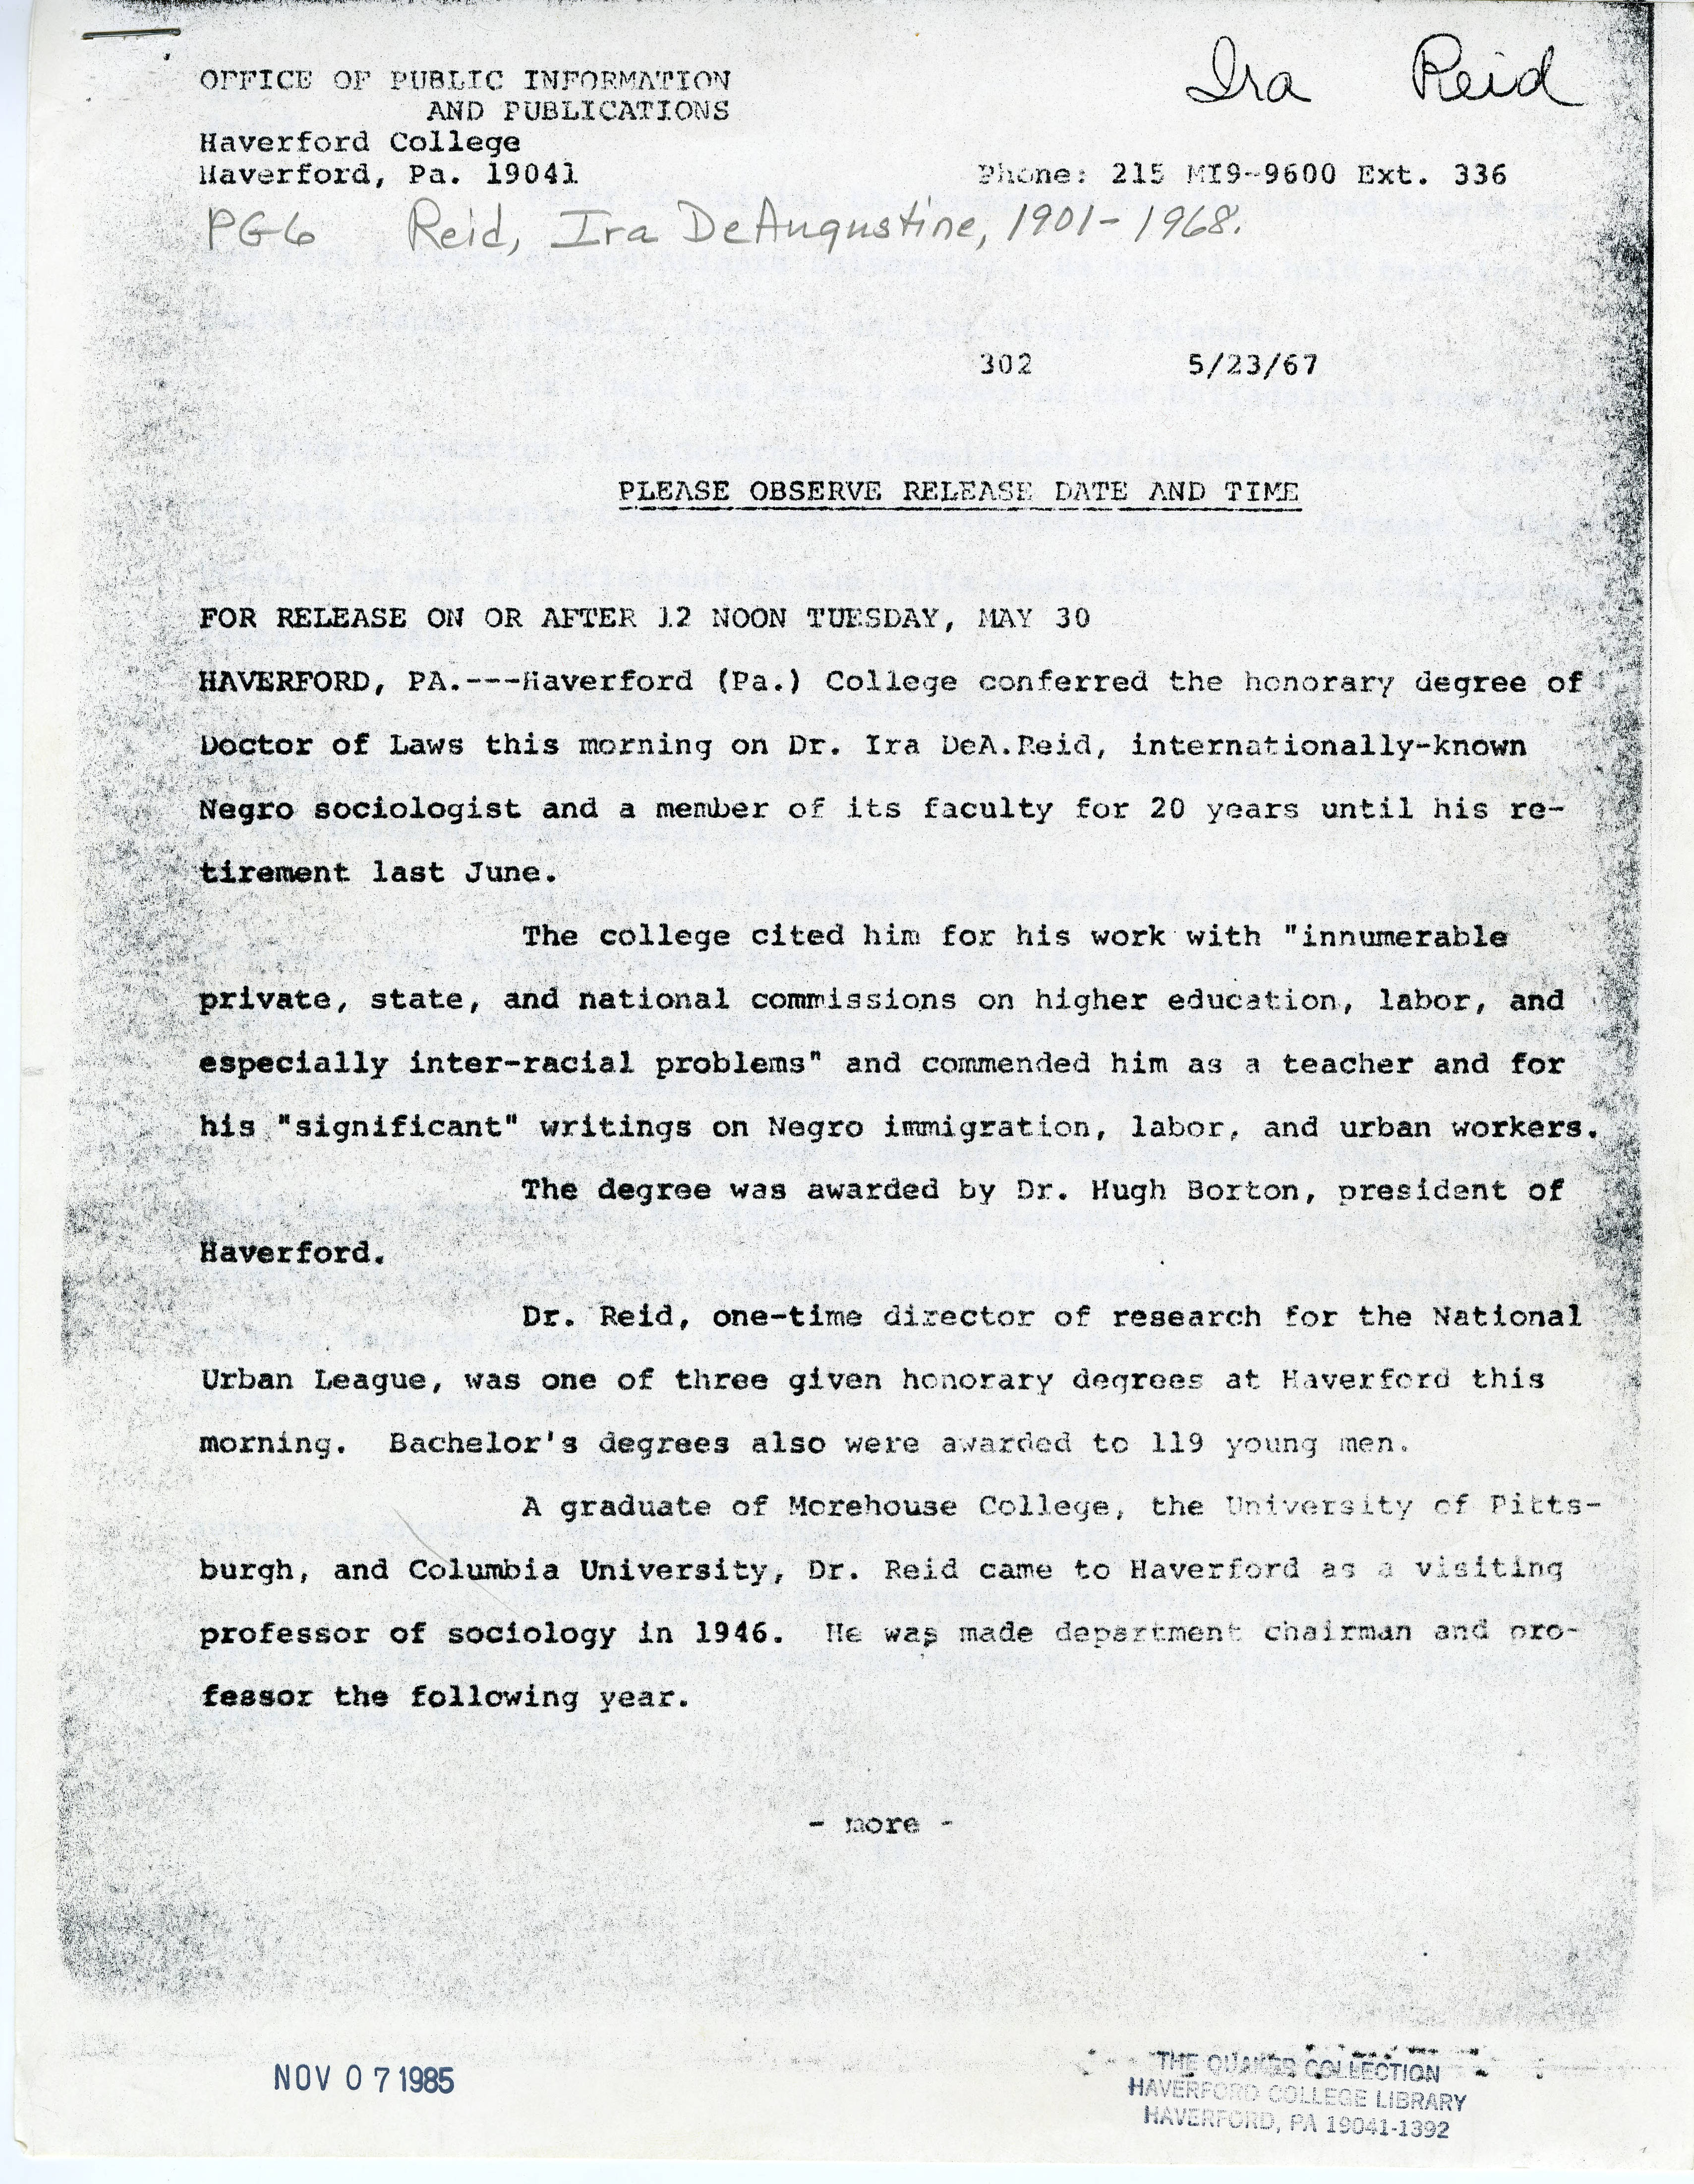 Ira Reid
OFFICE OF PUBLIC INFORMATION
AND PUBLICATIONS
Haverford College
Haverford, Pa. 19041
Phone: 215 MI9-9600 Ext. 336
PG6 Reid, Ira DeAugustine, 1901-1968.
302 5/23/67
PLEASE OBSERVE RELEASE DATE AND TIME
FOR RELEASE ON OR AFTER 12 NOON TUESDAY, MAY 30
HAVERFORD, PA.---Haverford (Pa.) College conferred the honorary degree of
Doctor of Laws this morning on Dr. Ira DeA.Reid, internationally-known
Negro sociologist and a member of its faculty for 20 years until his re-
tirement last June.
The college cited him for his work with "innumerable
private, state, and national commissions on higher education, labor, and
especially inter-racial problems" and commended him as a teacher and for
his "significant" writings on Negro immigration, labor, and urban workers.
The degree was awarded by Dr. Hugh Borton, president of
Haverford.
Dr. Reid, one-time director of research for the National
Urban League, was one of three given honorary degrees at Haverford this
morning. Bachelor's degrees also were awarded to 119 young men.
A graduate of Morehouse College, the University of Pitts-
burgh, and Columbia University, Dr. Reid came to Haverford as a visiting
professor of sociology in 1946. He was made department chairman and pro-
fessor the following year.
- more -
NOV 07 1985
THE QUAKER COLLECTION
HAVERFORD COLLEGE LIBRARY
HAVERFORD, PA 19041-1392